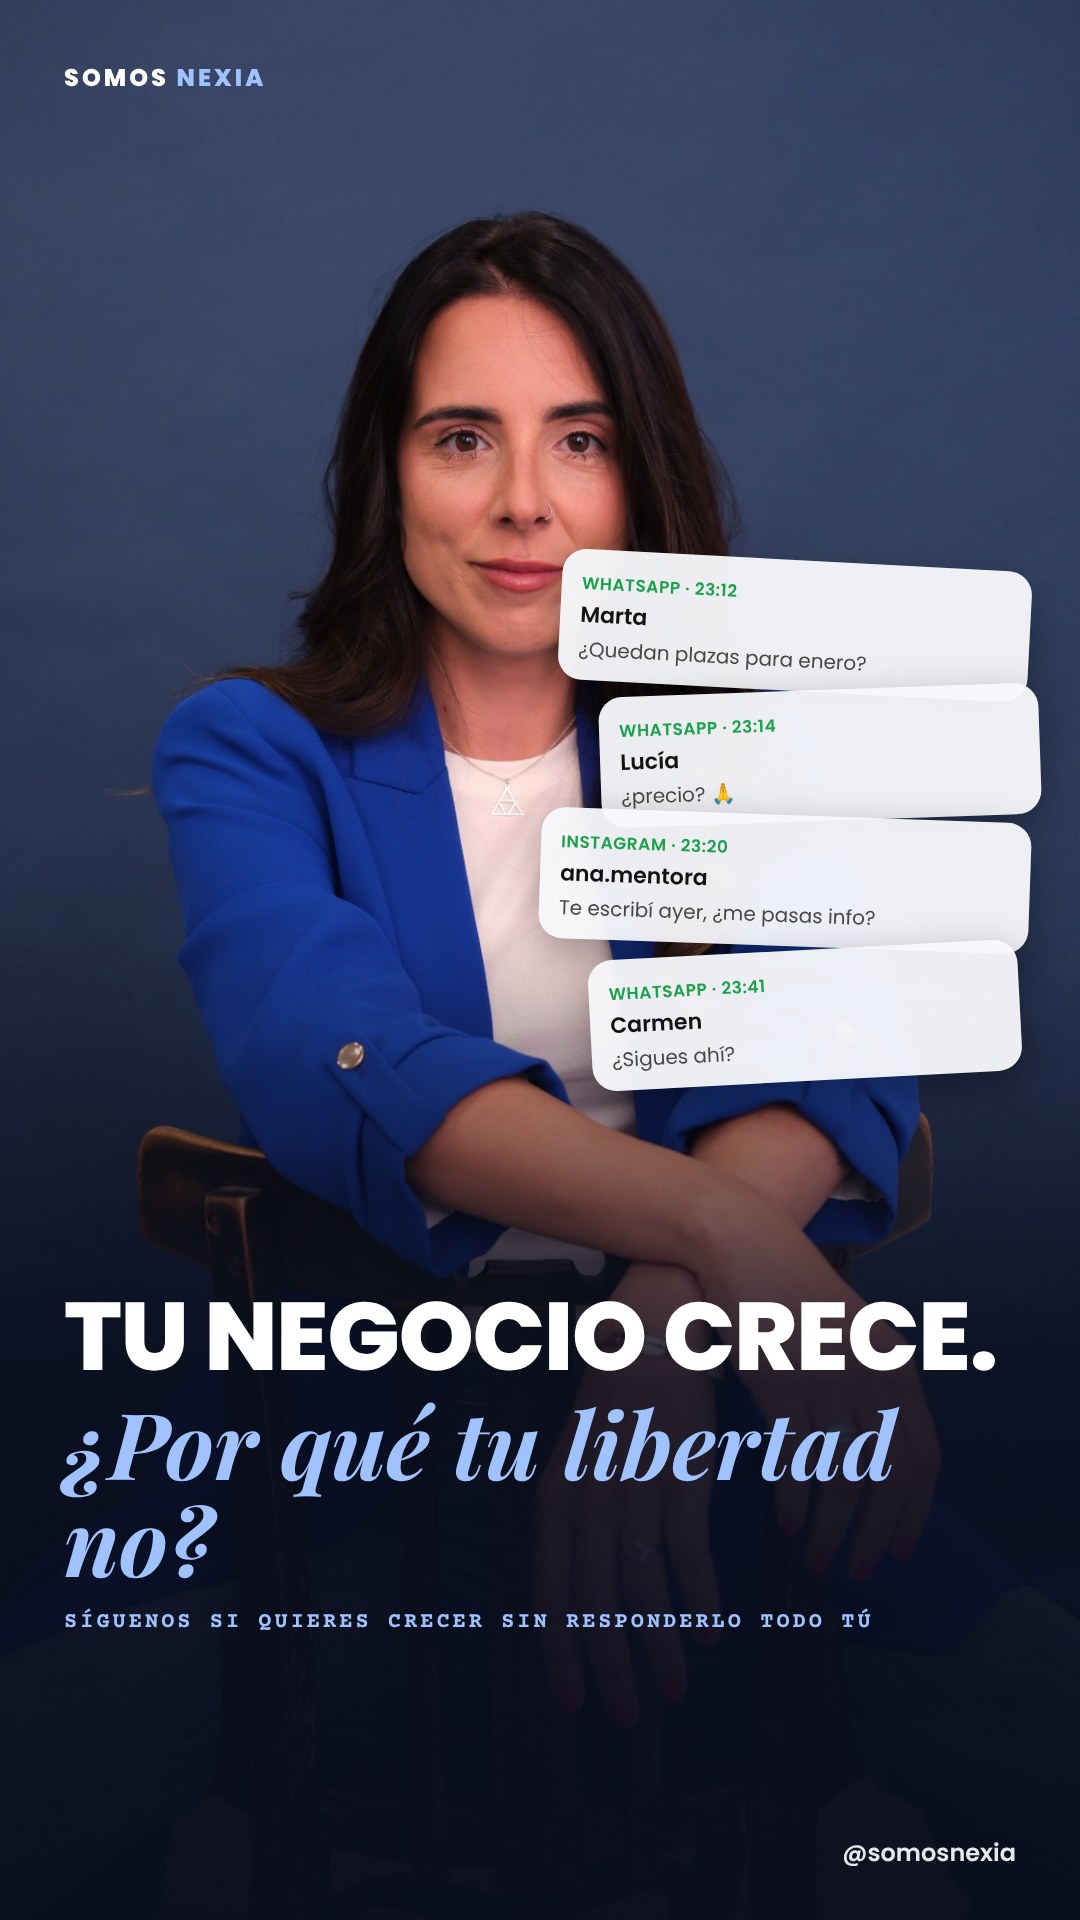 SOMOS NEXIA
WHATSAPP · 23:12
Marta
¿Quedan plazas para enero?
WHATSAPP · 23:14
Lucía
¿precio? 🙏
INSTAGRAM · 23:20
ana.mentora
Te escribí ayer, ¿me pasas info?
WHATSAPP · 23:41
Carmen
¿Sigues ahí?
TU NEGOCIO CRECE.
¿Por qué tu libertad
no?
SÍGUENOS SI QUIERES CRECER SIN RESPONDERLO TODO TÚ
@somosnexia